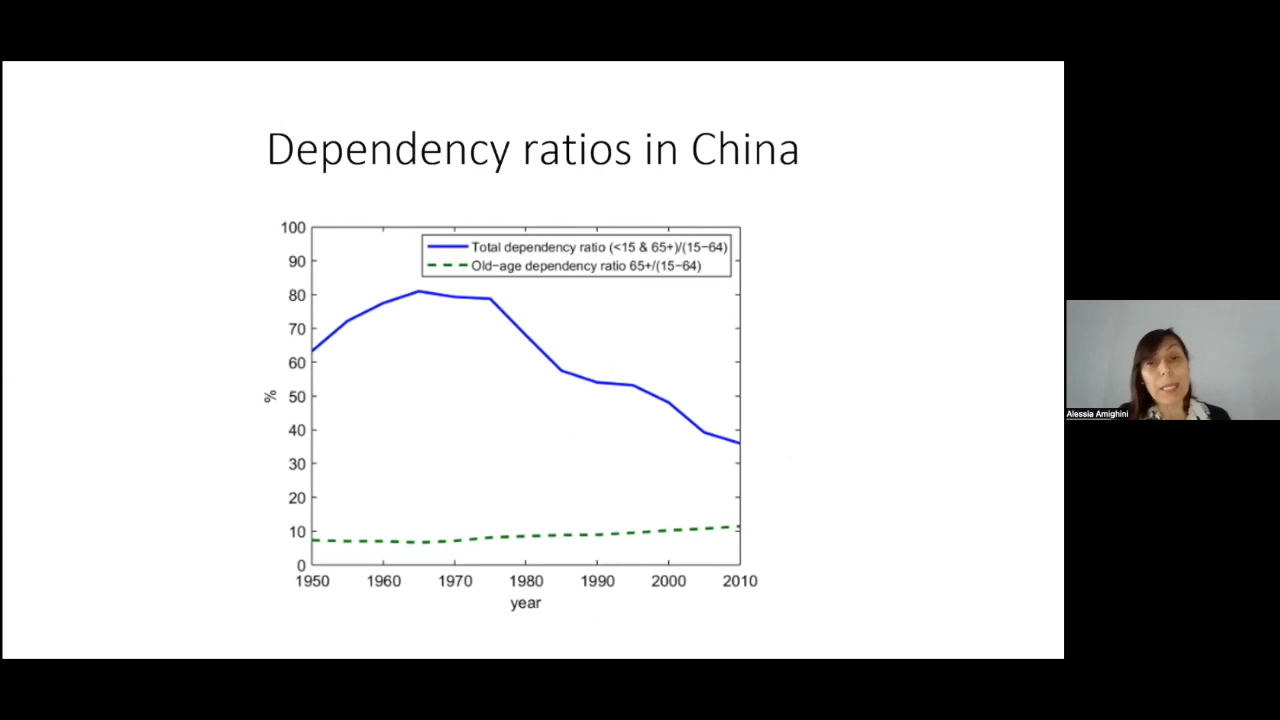 Dependency ratios in China
100
90
80
70
60
50
40
30
20
10
0
%
Total dependency ratio (<15 & 65+)/(15−64)
Old−age dependency ratio 65+/(15−64)
1950 1960 1970 1980 1990 2000 2010
year
Alessia Amighini